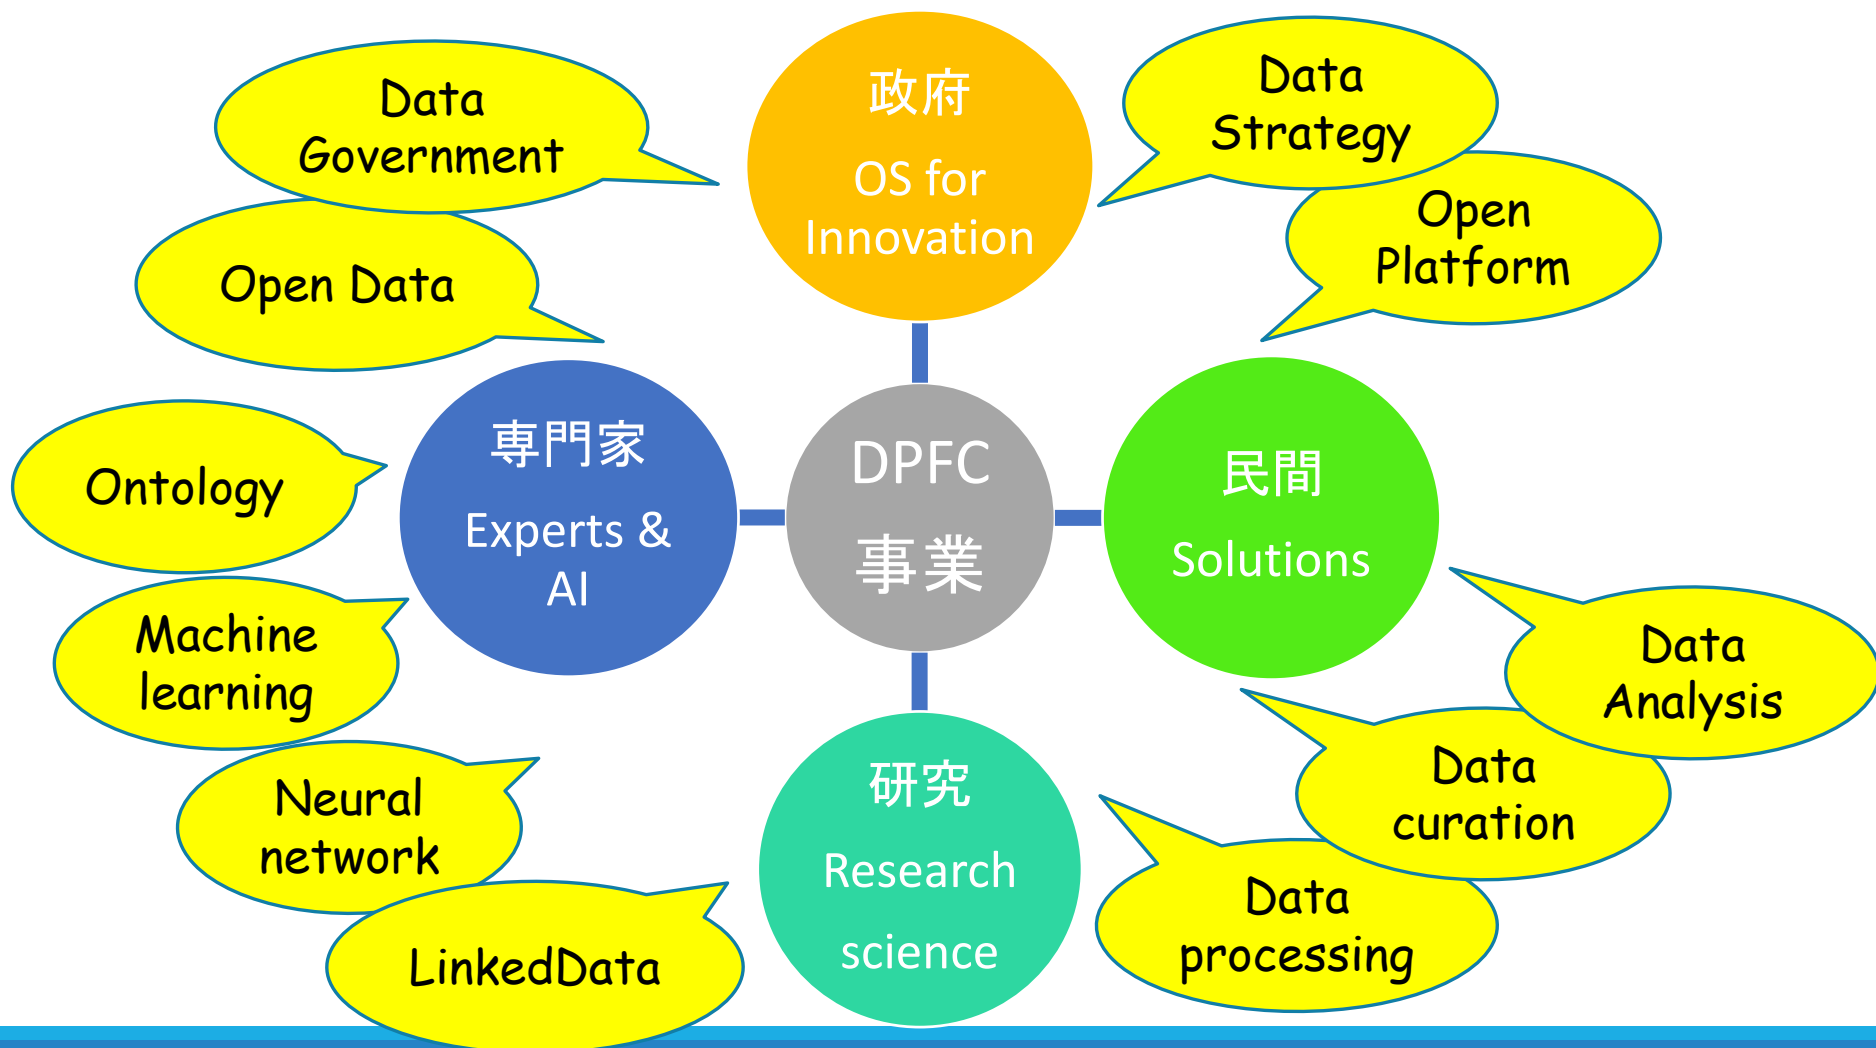 Data
Government
政府
OS for
Innovation
Data
Strategy
Open
Platform
Open Data
専門家
Experts &
AI
DPFC
事業
民間
Solutions
Ontology
Machine
learning
Neural
network
LinkedData
研究
Research
science
Data
Analysis
Data
curation
Data
processing